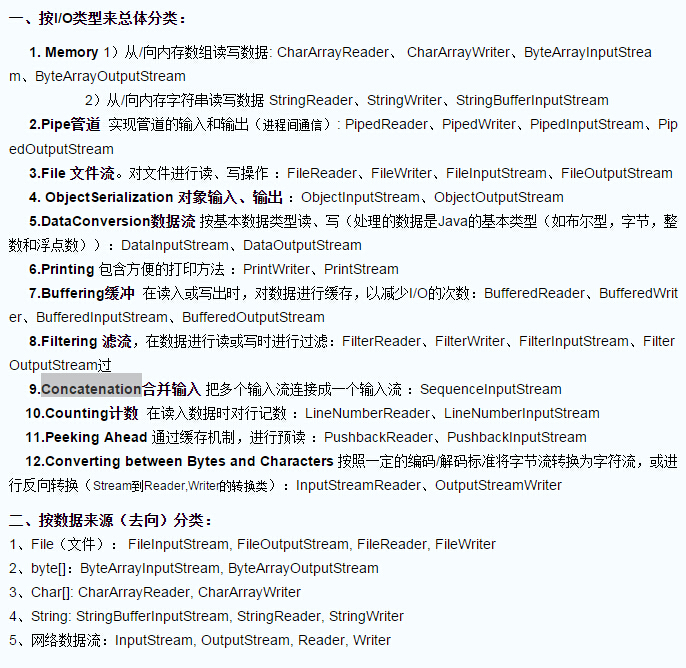 一、按I/O类型来总体分类：
1. Memory 1）从/向内存数组读写数据: CharArrayReader、 CharArrayWriter、ByteArrayInputStrea
m、ByteArrayOutputStream
2）从/向内存字符串读写数据 StringReader、StringWriter、StringBufferInputStream
2.Pipe管道 实现管道的输入和输出（进程间通信）: PipedReader、PipedWriter、PipedInputStream、Pip
edOutputStream
3.File 文件流。对文件进行读、写操作 ：FileReader、FileWriter、FileInputStream、FileOutputStream
4. ObjectSerialization 对象输入、输出 ：ObjectInputStream、ObjectOutputStream
5.DataConversion数据流 按基本数据类型读、写（处理的数据是Java的基本类型（如布尔型，字节，整
数和浮点数））：DataInputStream、DataOutputStream
6.Printing 包含方便的打印方法 ：PrintWriter、PrintStream
7.Buffering缓冲 在读入或写出时，对数据进行缓存，以减少I/O的次数：BufferedReader、BufferedWrit
er、BufferedInputStream、BufferedOutputStream
8.Filtering 滤流，在数据进行读或写时进行过滤：FilterReader、FilterWriter、FilterInputStream、Filter
OutputStream过
9.Concatenation合并输入 把多个输入流连接成一个输入流 ：SequenceInputStream
10.Counting计数 在读入数据时对行记数 ：LineNumberReader、LineNumberInputStream
11.Peeking Ahead 通过缓存机制，进行预读 ：PushbackReader、PushbackInputStream
12.Converting between Bytes and Characters 按照一定的编码/解码标准将字节流转换为字符流，或进
行反向转换（Stream到Reader,Writer的转换类）：InputStreamReader、OutputStreamWriter
二、按数据来源（去向）分类：
1、File（文件）： FileInputStream, FileOutputStream, FileReader, FileWriter
2、byte[]：ByteArrayInputStream, ByteArrayOutputStream
3、Char[]: CharArrayReader, CharArrayWriter
4、String: StringBufferInputStream, StringReader, StringWriter
5、网络数据流：InputStream, OutputStream, Reader, Writer